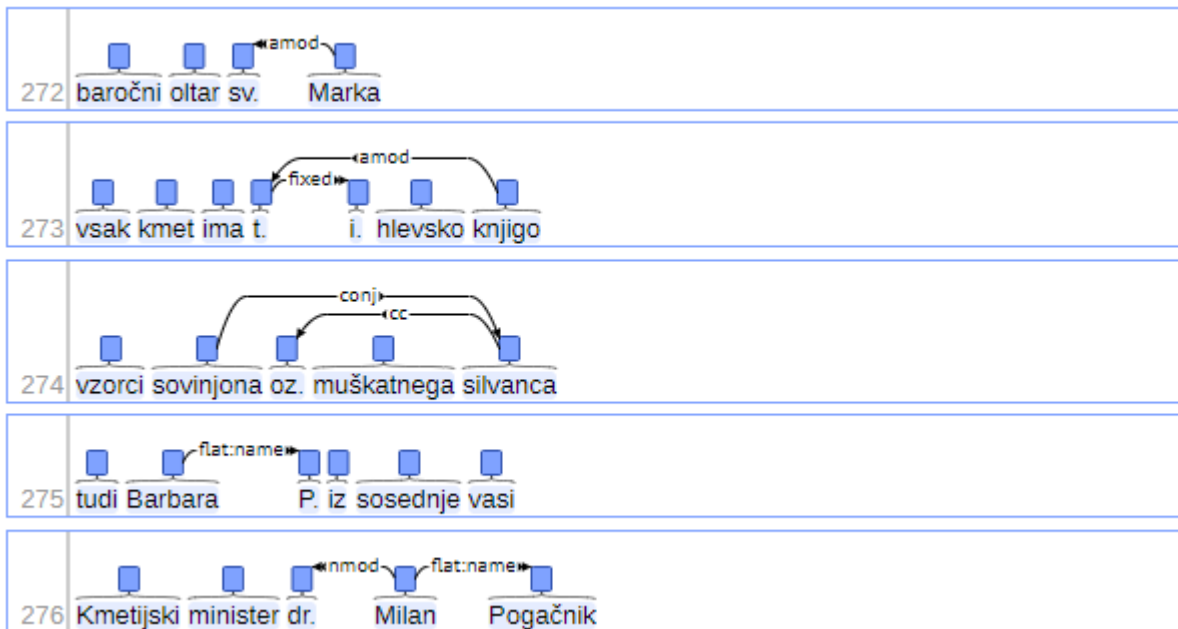 amod
272 baročni oltar sv. Marka
amod
fixed
273 vsak kmet ima t. i. hlevsko knjigo
conj
cc
274 vzorci sovinjona oz. muškatnega silvanca
flat:name
275 tudi Barbara P. iz sosednje vasi
nmod flat:name
276 Kmetijski minister dr. Milan Pogačnik